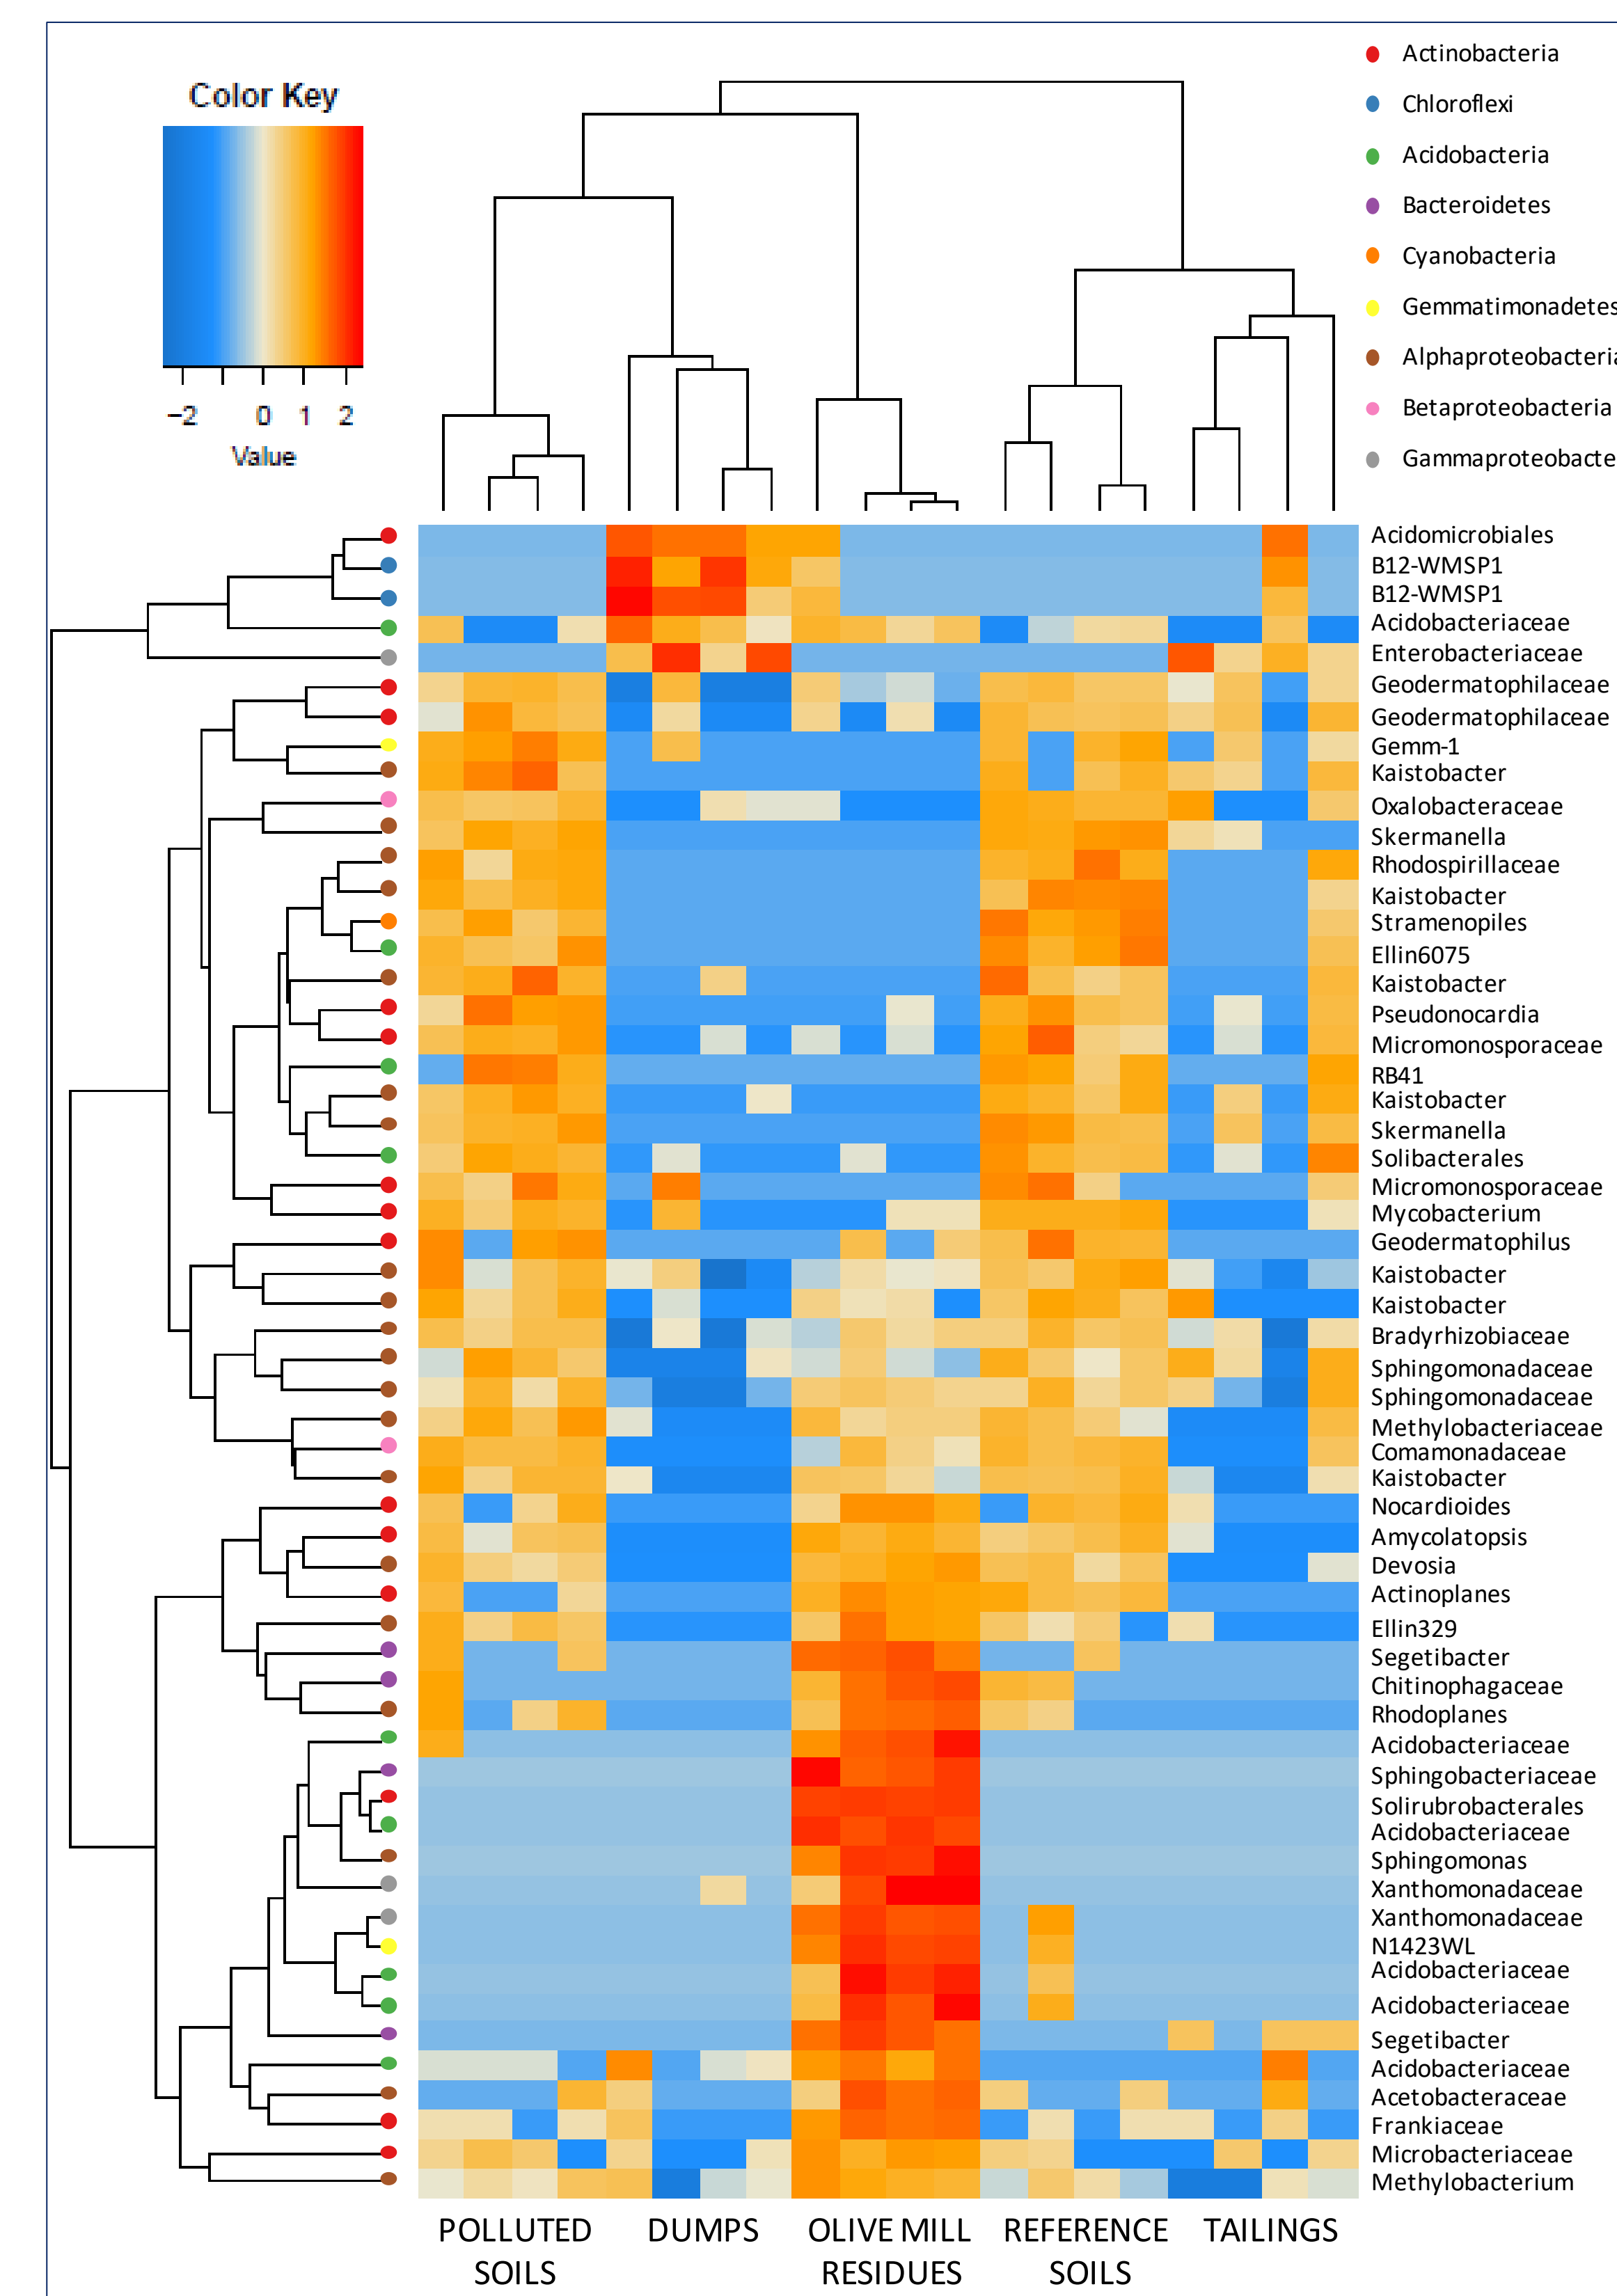 Color Key
−2 0 1 2
Value
Actinobacteria
Chloroflexi
Acidobacteria
Bacteroidetes
Cyanobacteria
Gemmatimonadetes
Alphaproteobacteria
Betaproteobacteria
Gammaproteobacte
Acidomicrobiales
B12-WMSP1
B12-WMSP1
Acidobacteriaceae
Enterobacteriaceae
Geodermatophilaceae
Geodermatophilaceae
Gemm-1
Kaistobacter
Oxalobacteraceae
Skermanella
Rhodospirillaceae
Kaistobacter
Stramenopiles
Ellin6075
Kaistobacter
Pseudonocardia
Micromonosporaceae
RB41
Kaistobacter
Skermanella
Solibacterales
Micromonosporaceae
Mycobacterium
Geodermatophilus
Kaistobacter
Kaistobacter
Bradyrhizobiaceae
Sphingomonadaceae
Sphingomonadaceae
Methylobacteriaceae
Comamonadaceae
Kaistobacter
Nocardioides
Amycolatopsis
Devosia
Actinoplanes
Ellin329
Segetibacter
Chitinophagaceae
Rhodoplanes
Acidobacteriaceae
Sphingobacteriaceae
Solirubrobacterales
Acidobacteriaceae
Sphingomonas
Xanthomonadaceae
Xanthomonadaceae
N1423WL
Acidobacteriaceae
Acidobacteriaceae
Segetibacter
Acidobacteriaceae
Acetobacteraceae
Frankiaceae
Microbacteriaceae
Methylobacterium
POLLUTED SOILS
DUMPS
OLIVE MILL RESIDUES
REFERENCE SOILS
TAILINGS